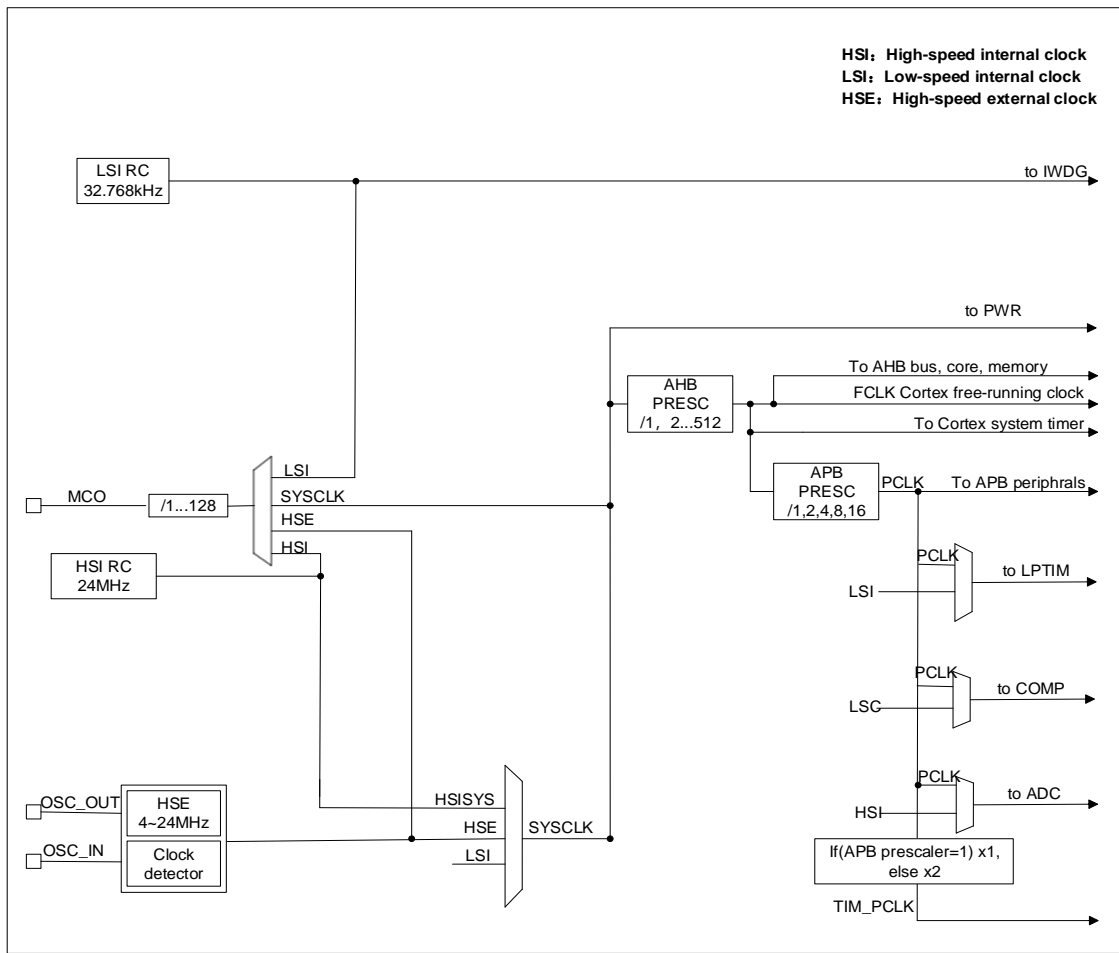 HSI：High-speed internal clock
LSI：Low-speed internal clock
HSE：High-speed external clock
LSI RC
32.768kHz
to IWDG
to PWR
To AHB bus, core, memory
AHB
PRESC
/1，2...512
FCLK Cortex free-running clock
To Cortex system timer
LSI
APB
PRESC
/1,2,4,8,16
PCLK
To APB periphrals
MCO
/1...128
SYSCLK
HSE
HSI
HSI RC
24MHz
PCLK
LSI
to LPTIM
PCLK
LSC
to COMP
OSC_OUT
HSE
4~24MHz
OSC_IN
Clock
detector
HSISYS
HSE
LSI
SYSCLK
PCLK
HSI
to ADC
If(APB prescaler=1) x1,
else x2
TIM_PCLK